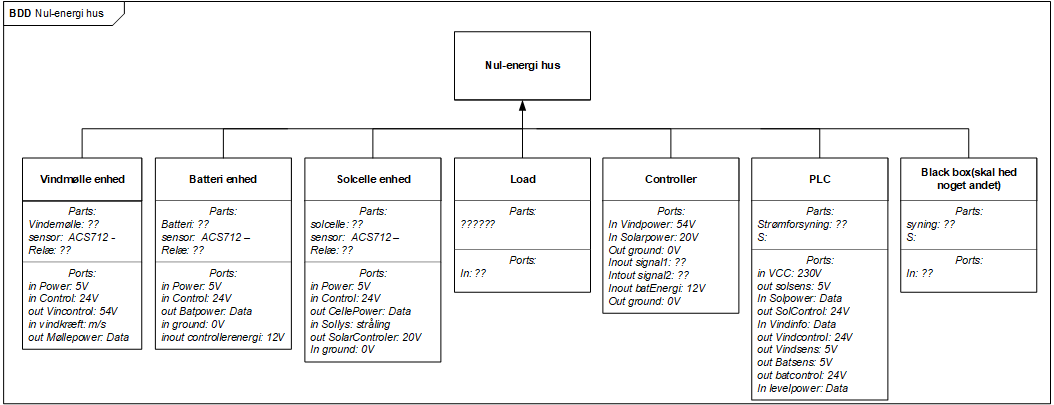 BDD Nul-energi hus
Nul-energi hus
Vindmølle enhed
Parts:
Vindemølle: ??
sensor: ACS712 -
Relæ: ??
Ports:
in Power: 5V
in Control: 24V
out Vincontrol: 54V
in vindkræft: m/s
out Møllepower: Data
Batteri enhed
Parts:
Batteri: ??
sensor: ACS712 –
Relæ: ??
Ports:
in Power: 5V
in Control: 24V
out Batpower: Data
in ground: 0V
inout controllerenergi: 12V
Solcelle enhed
Parts:
solcelle: ??
sensor: ACS712 –
Relæ: ??
Ports:
in Power: 5V
in Control: 24V
out CellePower: Data
in Sollys: stråling
out SolarControler: 20V
In ground: 0V
Load
Parts:
??????
Ports:
In: ??
Controller
Ports:
In Vindpower: 54V
In Solarpower: 20V
Out ground: 0V
Inout signal1: ??
Intout signal2: ??
Inout batEnergi: 12V
Out ground: 0V
PLC
Parts:
Strømforsyning: ??
S:
Ports:
in VCC: 230V
out solsens: 5V
In Solpower: Data
out SolControl: 24V
In Vindinfo: Data
out Vindcontrol: 24V
out Vindsens: 5V
out Batsens: 5V
out batcontrol: 24V
In levelpower: Data
Black box(skal hed
noget andet)
Parts:
syning: ??
S:
Ports:
In: ??